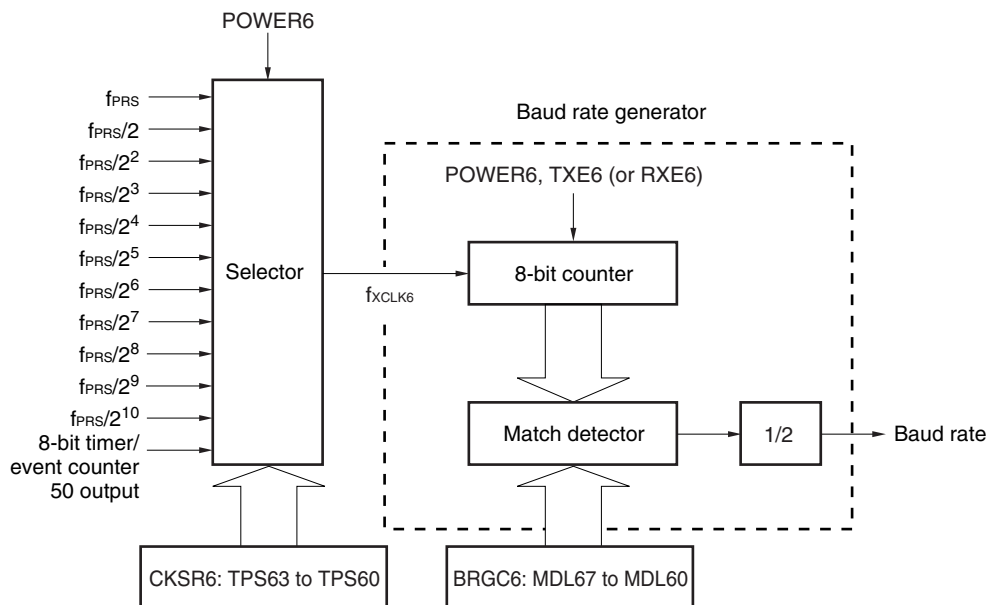 POWER6
fPRS
fPRS/2
fPRS/2²
fPRS/2³
fPRS/2⁴
fPRS/2⁵
fPRS/2⁶
fPRS/2⁷
fPRS/2⁸
fPRS/2⁹
fPRS/2¹⁰
8-bit timer/
event counter
50 output
Selector
fXCLK6
Baud rate generator
POWER6, TXE6 (or RXE6)
8-bit counter
Match detector
1/2
Baud rate
CKSR6: TPS63 to TPS60
BRGC6: MDL67 to MDL60